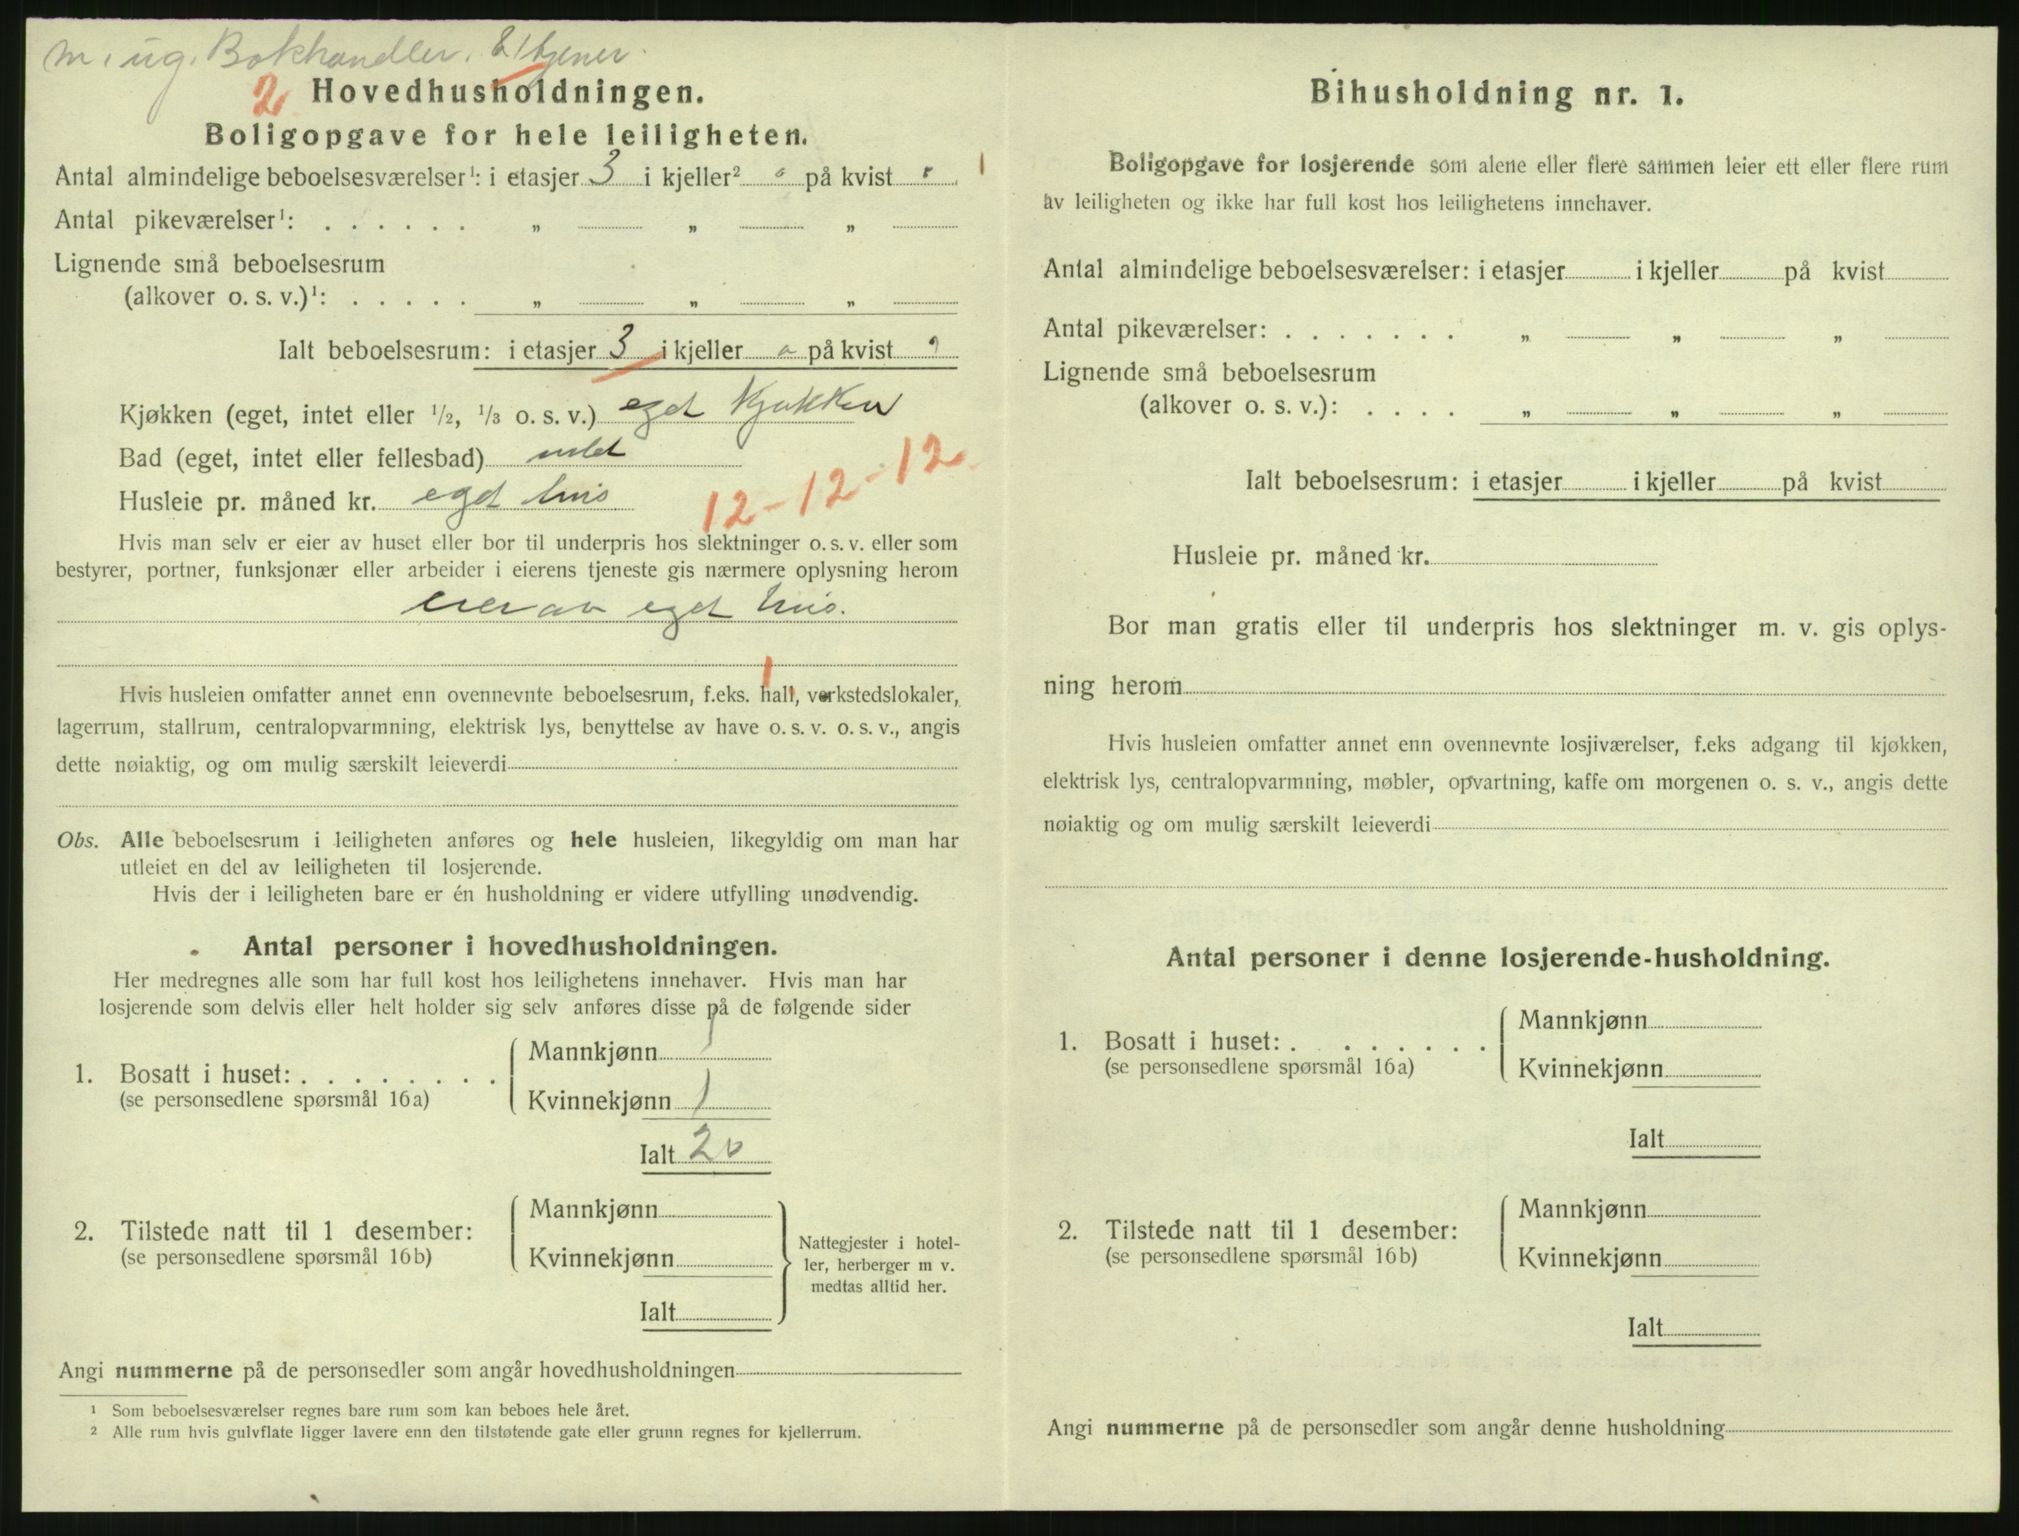 m. ug. Bokhandler. 1 tjener.
2 Hovedhusholdningen.
Boligopgave for hele leiligheten.
Antal almindelige beboelsesværelser¹: i etasjer 3 i kjeller² o på kvist
Antal pikeværelser¹: . . . . . . „ „ „
Lignende små beboelsesrum
(alkover o. s. v.)¹: . . . . . „ „ „
Ialt beboelsesrum: i etasjer 3 i kjeller o på kvist
Kjøkken (eget, intet eller 1/2, 1/3 o. s. v.) eget Kjøkken
Bad (eget, intet eller fellesbad) intet
Husleie pr. måned kr. eget hus
12-12-12
Hvis man selv er eier av huset eller bor til underpris hos slektninger o. s. v. eller som
bestyrer, portner, funksjonær eller arbeider i eierens tjeneste gis nærmere oplysning herom
eier av eget hus.
1
Hvis husleien omfatter annet enn ovennevnte beboelsesrum, f.eks. hall, verkstedslokaler,
lagerrum, stallrum, centralopvarmning, elektrisk lys, benyttelse av have o. s. v. o. s. v., angis
dette nøiaktig, og om mulig særskilt leieverdi
Obs. Alle beboelsesrum i leiligheten anføres og hele husleien, likegyldig om man har
utleiet en del av leiligheten til losjerende.
Hvis der i leiligheten bare er én husholdning er videre utfylling unødvendig.
Antal personer i hovedhusholdningen.
Her medregnes alle som har full kost hos leilighetens innehaver. Hvis man har
losjerende som delvis eller helt holder sig selv anføres disse på de følgende sider
1. Bosatt i huset: . . . . . . . . Mannkjønn 1
(se personsedlene spørsmål 16a) Kvinnekjønn 1
Ialt 2
2. Tilstede natt til 1 desember: Mannkjønn
(se personsedlene spørsmål 16b) Kvinnekjønn
Ialt
Nattegjester i hotel-
ler, herberger m v.
medtas alltid her.
Angi nummerne på de personsedler som angår hovedhusholdningen
¹ Som beboelsesværelser regnes bare rum som kan beboes hele året.
² Alle rum hvis gulvflate ligger lavere enn den tilstøtende gate eller grunn regnes for kjellerrum.
Bihusholdning nr. 1.
1
Boligopgave for losjerende som alene eller flere sammen leier ett eller flere rum
av leiligheten og ikke har full kost hos leilighetens innehaver.
Antal almindelige beboelsesværelser: i etasjer i kjeller på kvist
Antal pikeværelser: . . . . . . . „ „ „
Lignende små beboelsesrum
(alkover o. s. v.): . . . . „ „ „
Ialt beboelsesrum: i etasjer i kjeller på kvist
Husleie pr. måned kr.
Bor man gratis eller til underpris hos slektninger m. v. gis oplys-
ning herom
Hvis husleien omfatter annet enn ovennevnte losjiværelser, f.eks adgang til kjøkken,
elektrisk lys, centralopvarmning, møbler, opvartning, kaffe om morgenen o. s. v., angis dette
nøiaktig og om mulig særskilt leieverdi
Antal personer i denne losjerende-husholdning.
1. Bosatt i huset: . . . . . . . Mannkjønn
(se personsedlene spørsmål 16a) Kvinnekjønn
Ialt
2. Tilstede natt til 1 desember: Mannkjønn
(se personsedlene spørsmål 16b) Kvinnekjønn
Ialt
Angi nummerne på de personsedler som angår denne husholdning